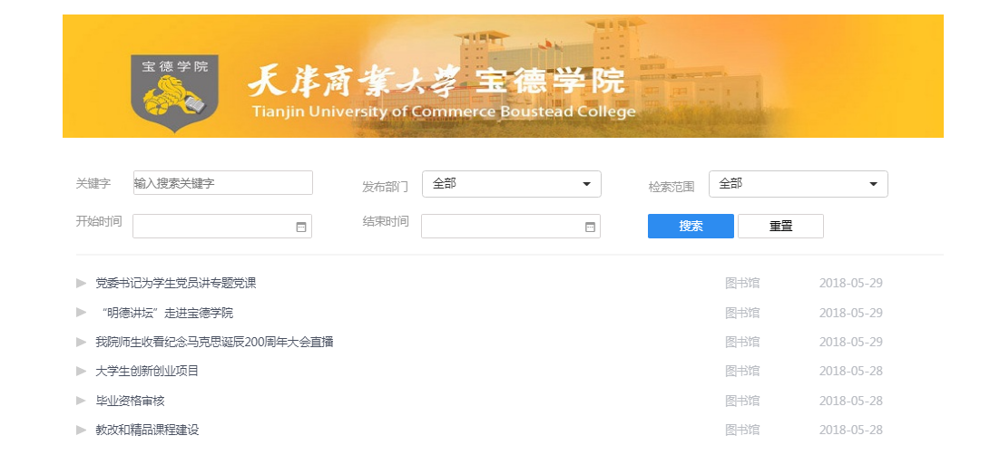 宝德学院
天津商業大学 宝德学院
Tianjin University of Commerce Boustead College
关键字 输入搜索关键字 发布部门 全部 检索范围 全部
开始时间 结束时间 搜索 重置
党委书记为学生党员讲专题党课 图书馆 2018-05-29
“明德讲坛”走进宝德学院 图书馆 2018-05-29
我院师生收看纪念马克思诞辰200周年大会直播 图书馆 2018-05-29
大学生创新创业项目 图书馆 2018-05-28
毕业资格审核 图书馆 2018-05-28
教改和精品课程建设 图书馆 2018-05-28